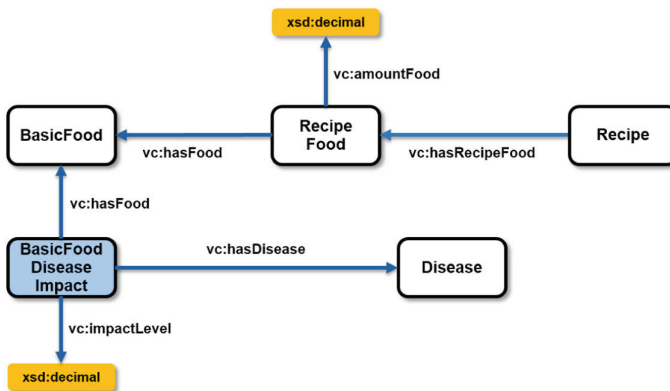 xsd:decimal
vc:amountFood
BasicFood
Recipe
Food
Recipe
vc:hasFood
vc:hasRecipeFood
vc:hasFood
BasicFood
Disease
Impact
vc:hasDisease
Disease
vc:impactLevel
xsd:decimal